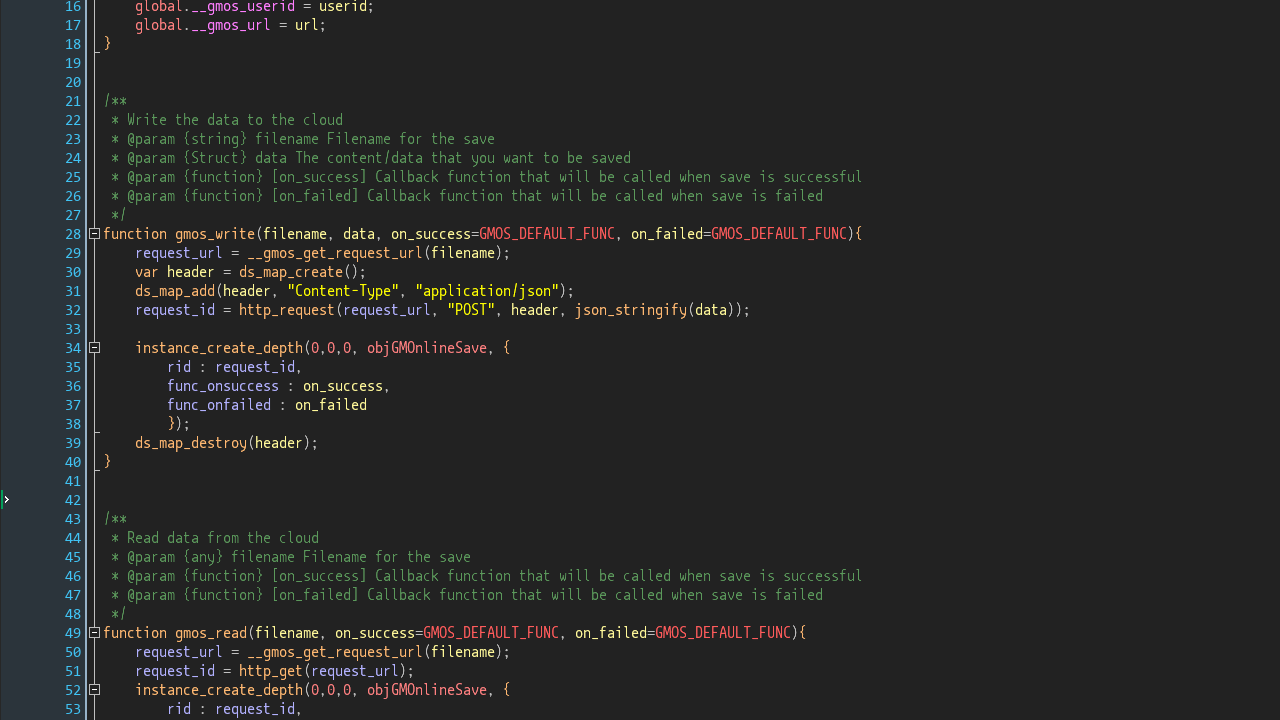 16     global.__gmos_userid = userid;
17     global.__gmos_url = url;
18 }
19
20
21 /**
22  * Write the data to the cloud
23  * @param {string} filename Filename for the save
24  * @param {Struct} data The content/data that you want to be saved
25  * @param {function} [on_success] Callback function that will be called when save is successful
26  * @param {function} [on_failed] Callback function that will be called when save is failed
27  */
28 function gmos_write(filename, data, on_success=GMOS_DEFAULT_FUNC, on_failed=GMOS_DEFAULT_FUNC){
29     request_url = __gmos_get_request_url(filename);
30     var header = ds_map_create();
31     ds_map_add(header, "Content-Type", "application/json");
32     request_id = http_request(request_url, "POST", header, json_stringify(data));
33
34     instance_create_depth(0,0,0, objGMOnlineSave, {
35         rid : request_id,
36         func_onsuccess : on_success,
37         func_onfailed : on_failed
38         });
39     ds_map_destroy(header);
40 }
41
42
43 /**
44  * Read data from the cloud
45  * @param {any} filename Filename for the save
46  * @param {function} [on_success] Callback function that will be called when save is successful
47  * @param {function} [on_failed] Callback function that will be called when save is failed
48  */
49 function gmos_read(filename, on_success=GMOS_DEFAULT_FUNC, on_failed=GMOS_DEFAULT_FUNC){
50     request_url = __gmos_get_request_url(filename);
51     request_id = http_get(request_url);
52     instance_create_depth(0,0,0, objGMOnlineSave, {
53         rid : request_id,